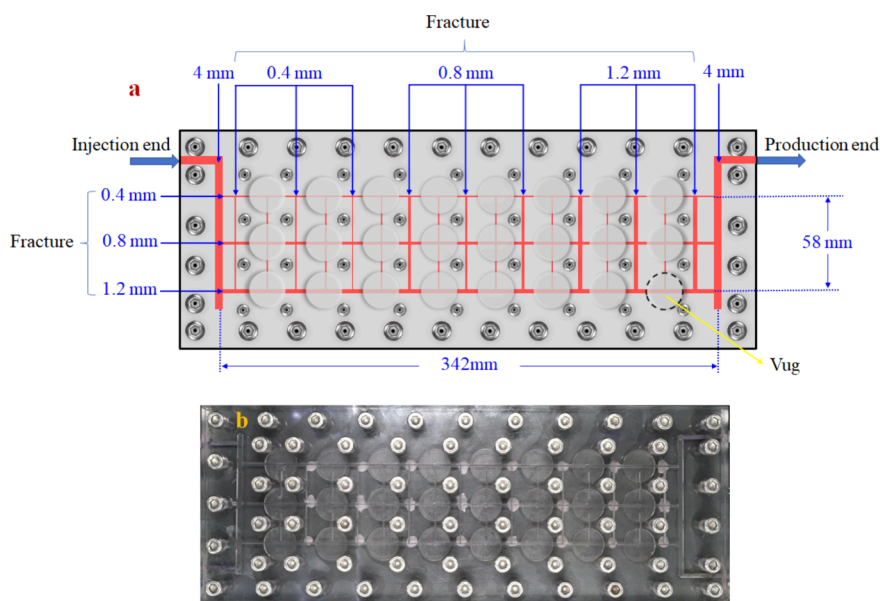 Fracture
4 mm
0.4 mm
0.8 mm
1.2 mm
4 mm
a
Injection end
Production end
0.4 mm
Fracture
0.8 mm
58 mm
1.2 mm
342mm
Vug
b